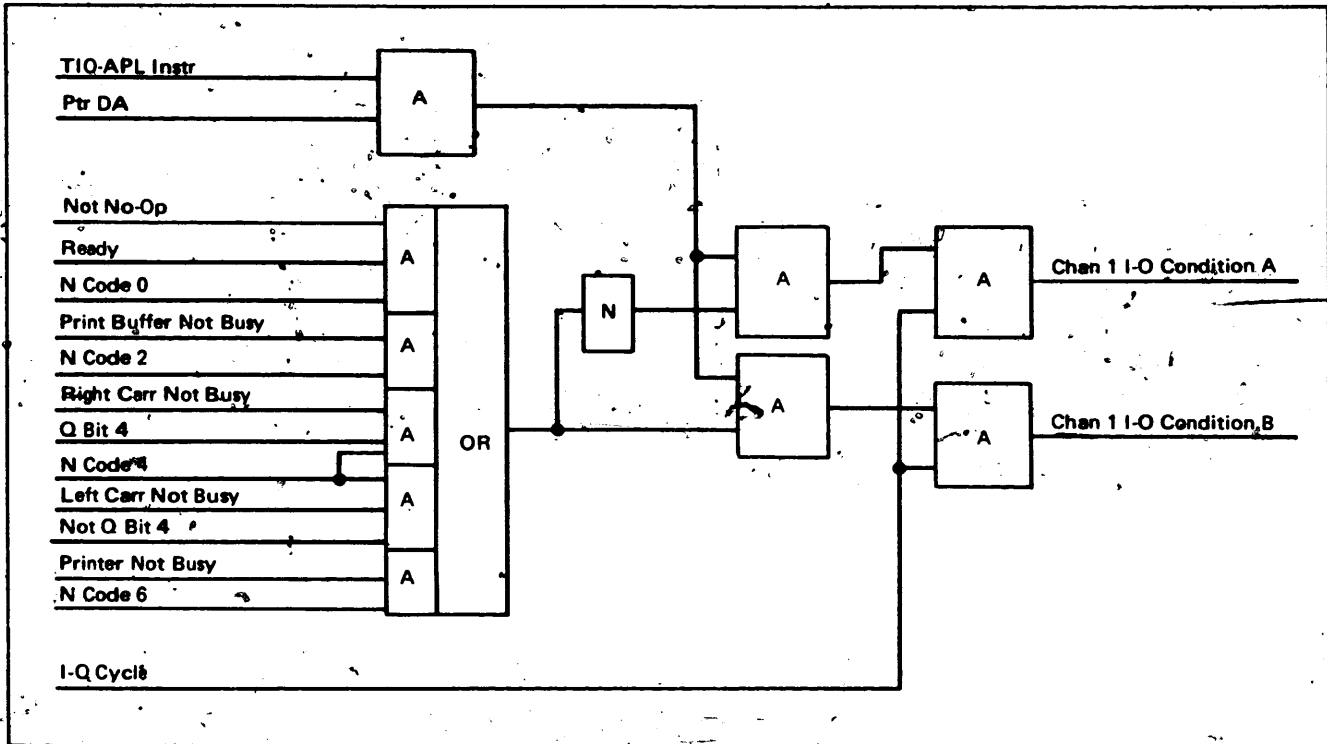 TIO-APL Instr
A
Ptr DA
Not No-Op
Ready
A
N Code 0
A
A
Chan 1 I-O Condition A
Print Buffer Not Busy
N
A
N Code 2
Right Carr Not Busy
A
Q Bit 4
A
OR
A
Chan 1 I-O Condition B
N Code 4
Left Carr Not Busy
A
Not Q Bit 4
Printer Not Busy
A
N Code 6
I-Q Cycle